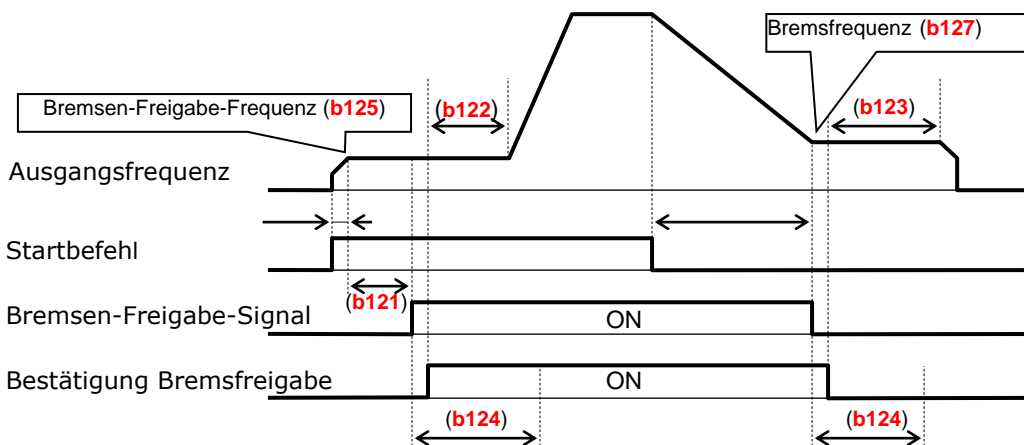 Bremsfrequenz (b127)
Bremsen-Freigabe-Frequenz (b125)
(b122)
(b123)
Ausgangsfrequenz
Startbefehl
(b121)
Bremsen-Freigabe-Signal
ON
Bestätigung Bremsfreigabe
ON
(b124)
(b124)